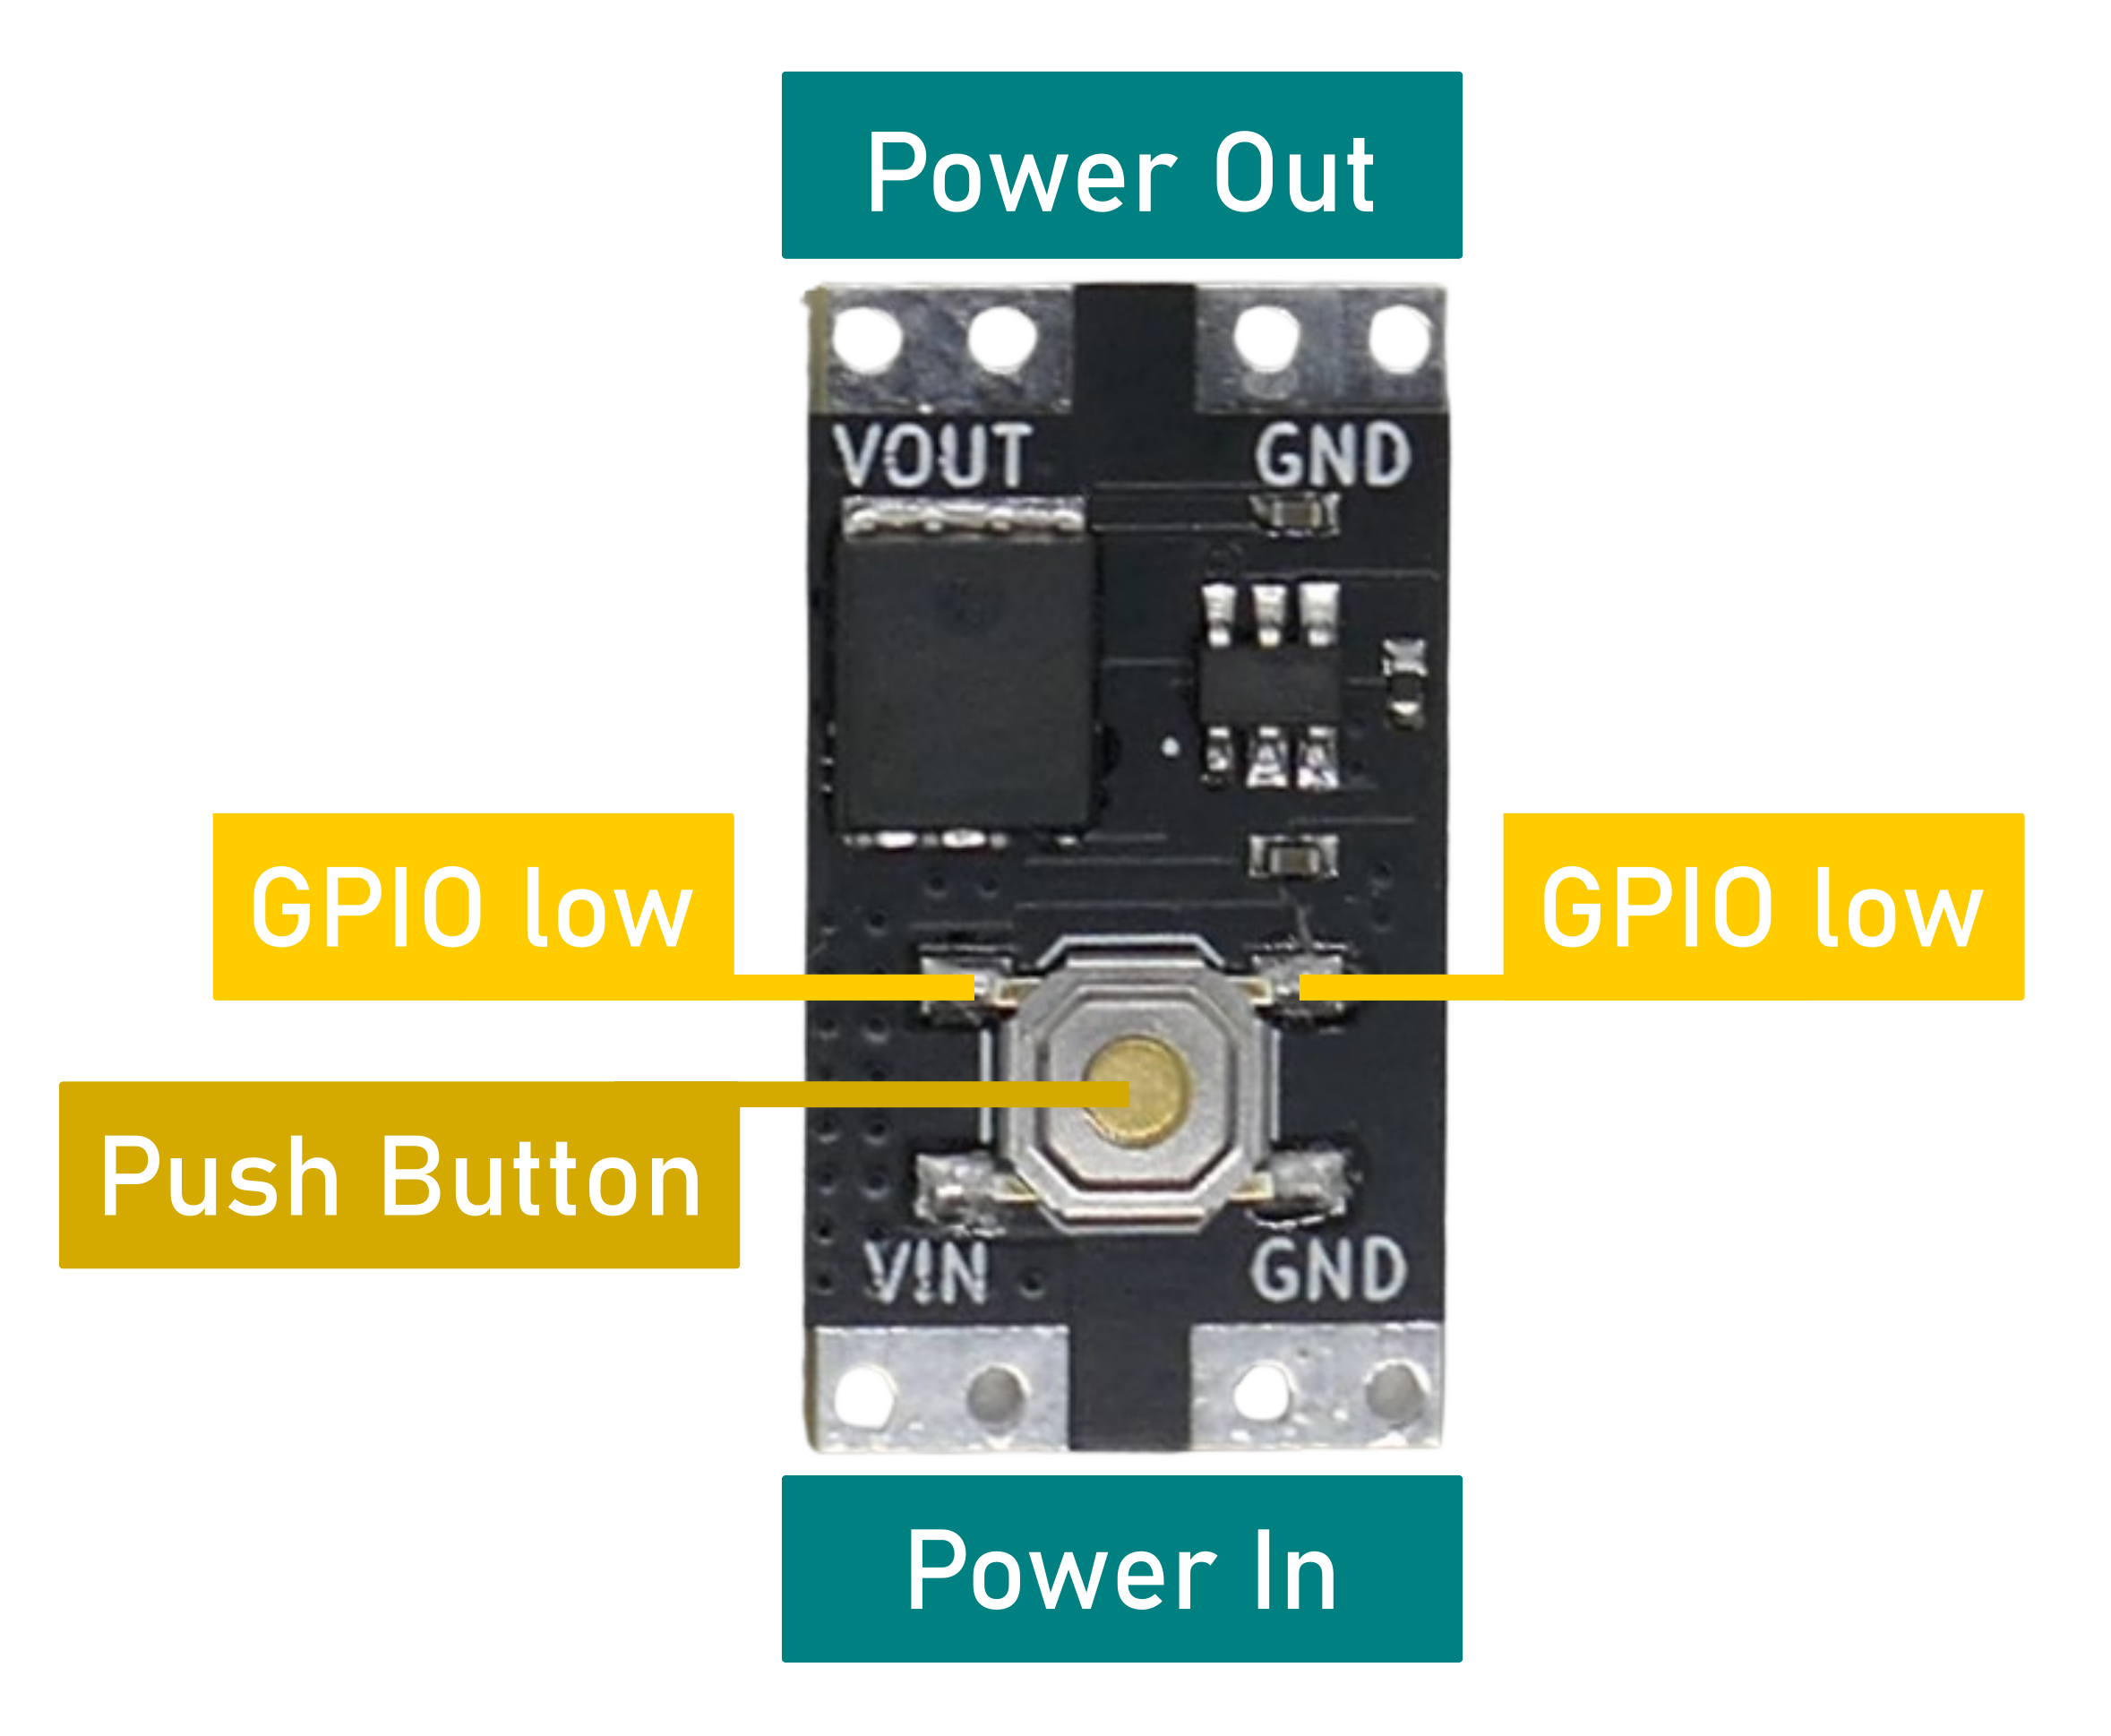 Power Out
VOUT GND
GPIO low GPIO low
Push Button
VIN GND
Power In